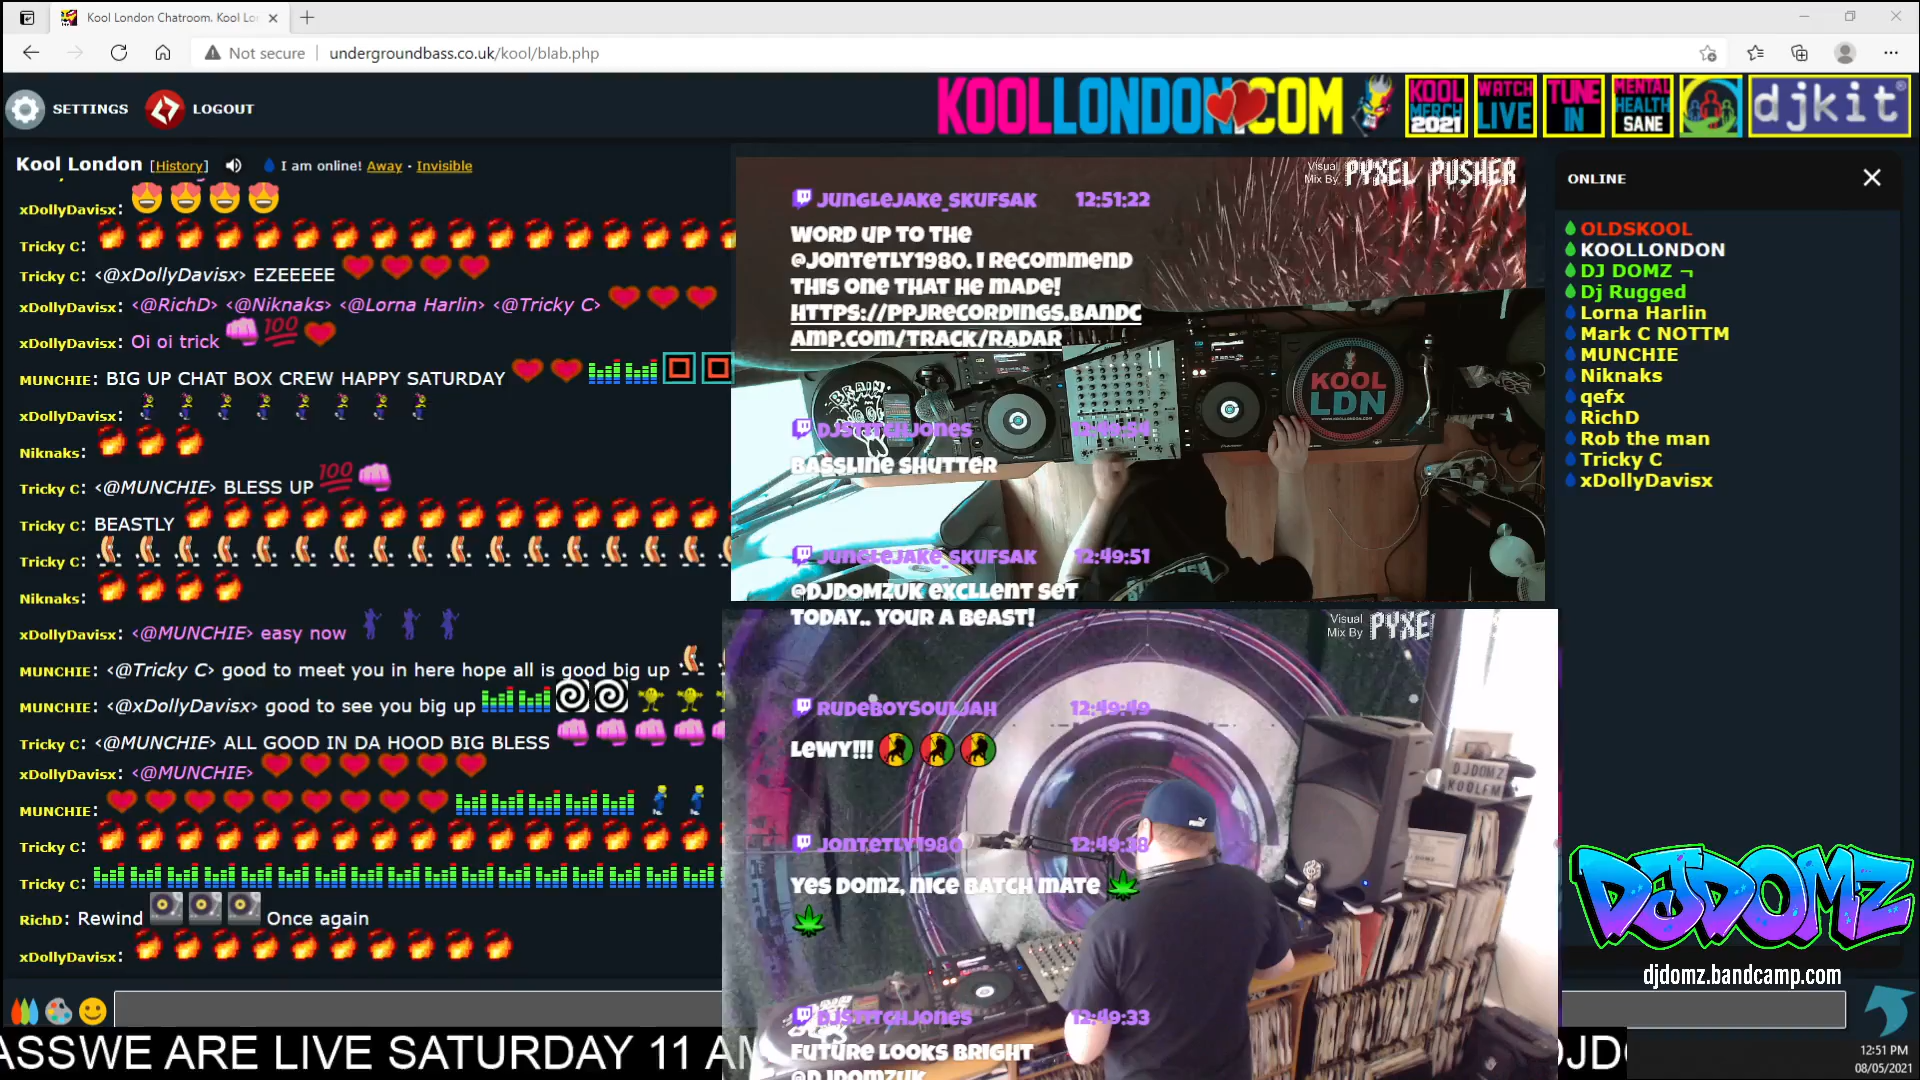 Kool London Chatroom. Kool Lo
Not secure
undergroundbass.co.uk/kool/blab.php
SETTINGS
LOGOUT
KOOLLONDON.COM
KOOL
MERCH
2021
WATCH
LIVE
TUNE
IN
MENTAL
HEALTH
SANE
djkit
Kool London [History] I am online! Away · Invisible
xDollyDavisx:
Tricky C:
Tricky C: <@xDollyDavisx> EZEEEEE
xDollyDavisx: <@RichD> <@Niknaks> <@Lorna Harlin> <@Tricky C>
xDollyDavisx: Oi oi trick 100
MUNCHIE: BIG UP CHAT BOX CREW HAPPY SATURDAY
xDollyDavisx:
Niknaks:
Tricky C: <@MUNCHIE> BLESS UP 100
Tricky C: BEASTLY
Tricky C:
Niknaks:
xDollyDavisx: <@MUNCHIE> easy now
MUNCHIE: <@Tricky C> good to meet you in here hope all is good big up
MUNCHIE: <@xDollyDavisx> good to see you big up
Tricky C: <@MUNCHIE> ALL GOOD IN DA HOOD BIG BLESS
xDollyDavisx: <@MUNCHIE>
MUNCHIE:
Tricky C:
Tricky C:
RichD: Rewind Once again
xDollyDavisx:
Visual
Mix By PYXEL PUSHER
JUNGLEJAKE_SKUFSAK 12:51:22
WORD UP TO THE
@JONTETLY1980. I RECOMMEND
THIS ONE THAT HE MADE!
HTTPS://PPJRECORDINGS.BANDC
AMP.COM/TRACK/RADAR
BRAIN
KOOL
LDN
DJSTITCHJONES
BASSLINE SHUTTER
JUNGLEJAKE_SKUFSAK 12:49:51
@DJDOMZUK EXCLLENT SET
TODAY.. YOUR A BEAST!
Visual
Mix By PYXE
RUDEBOYSOULJAH 12:49:49
LEWY!!!
JONTETLY1980 12:49:38
YES DOMZ, NICE BATCH MATE
DJDOMZ
KOOLFM
DJSTITCHJONES 12:49:33
FUTURE LOOKS BRIGHT
@DJDOMZUK
ONLINE
OLDSKOOL
KOOLLONDON
DJ DOMZ ¬
Dj Rugged
Lorna Harlin
Mark C NOTTM
MUNCHIE
Niknaks
qefx
RichD
Rob the man
Tricky C
xDollyDavisx
DJDOMZ
djdomz.bandcamp.com
ASSWE ARE LIVE SATURDAY 11 AM
DJD
12:51 PM
08/05/2021